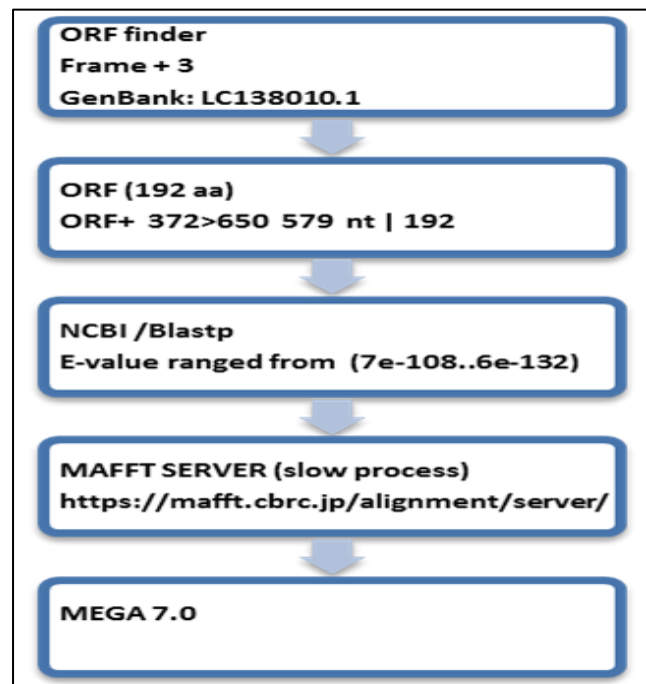 ORF finder
Frame + 3
GenBank: LC138010.1
ORF (192 aa)
ORF+ 372>650 579 nt | 192
NCBI /Blastp
E-value ranged from (7e-108..6e-132)
MAFFT SERVER (slow process)
https://mafft.cbrc.jp/alignment/server/
MEGA 7.0